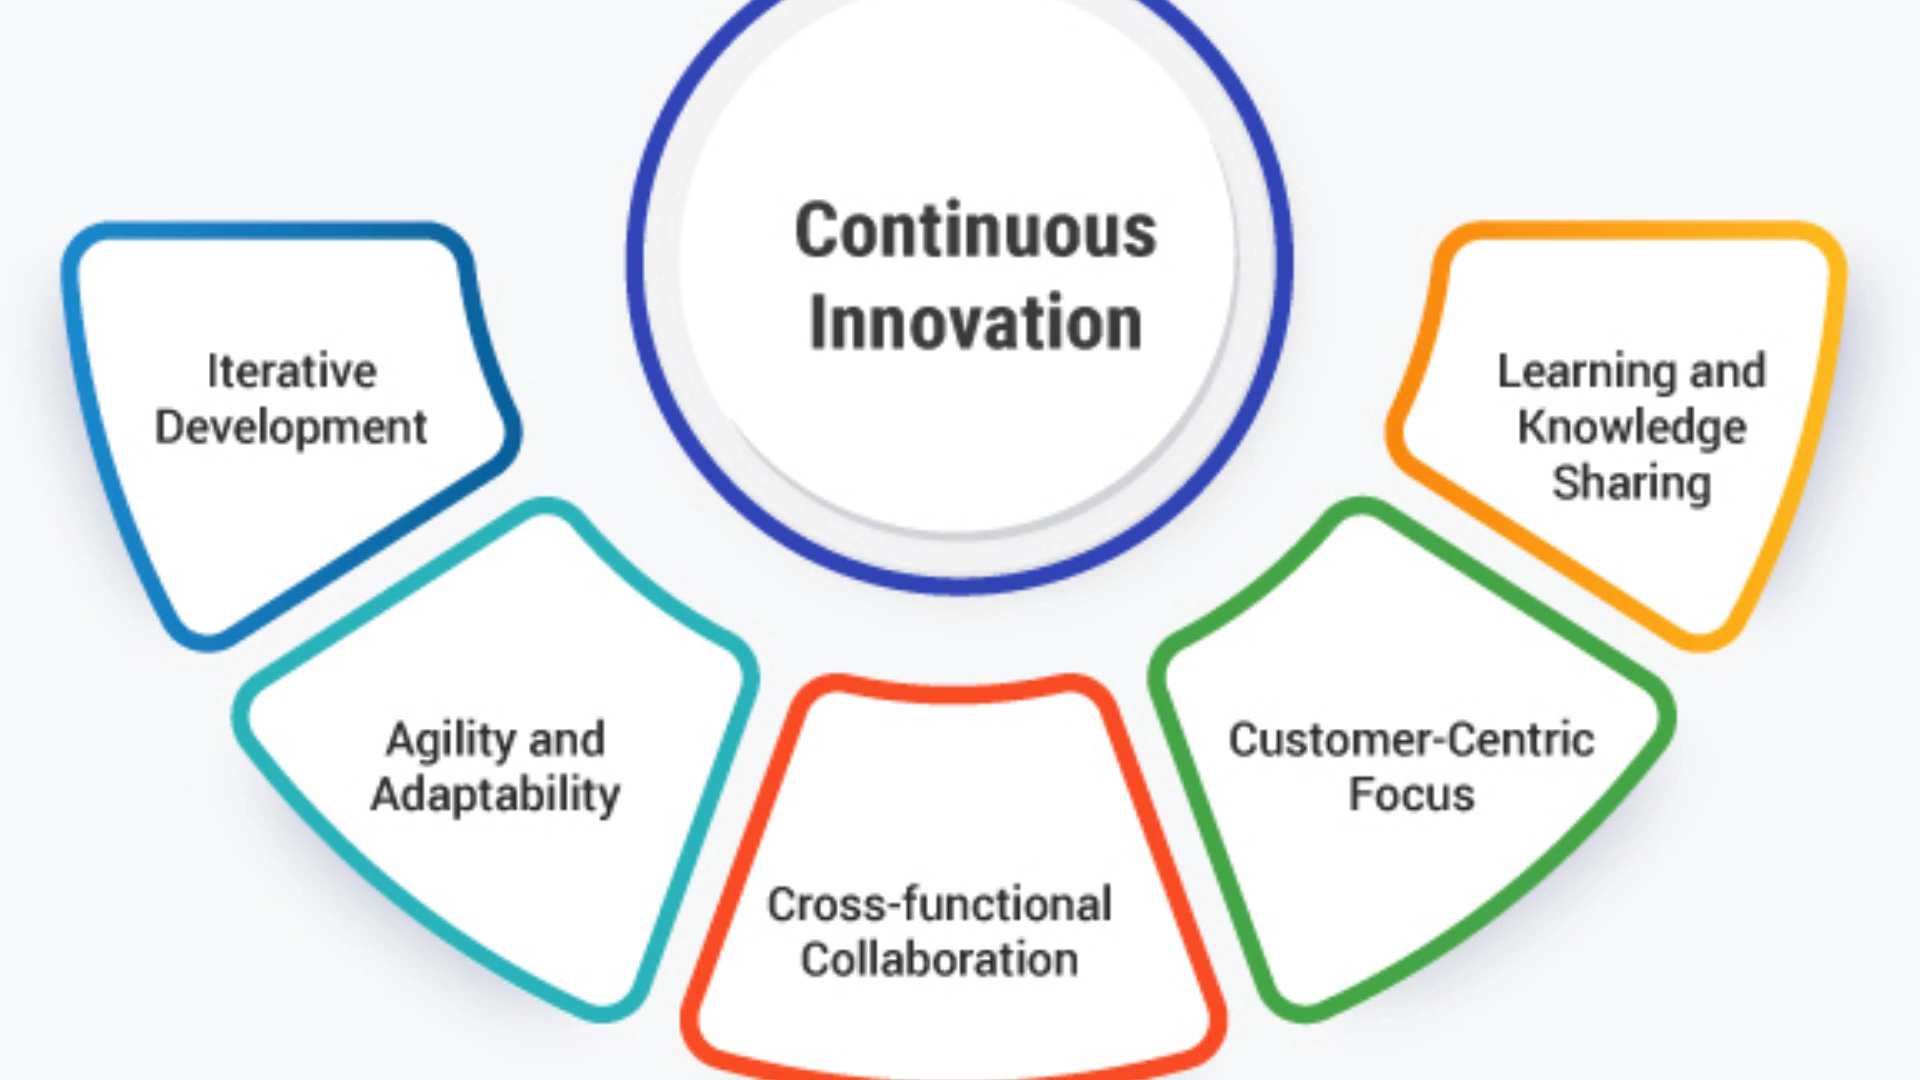 Continuous
Innovation
Iterative
Development
Learning and
Knowledge
Sharing
Agility and
Adaptability
Customer-Centric
Focus
Cross-functional
Collaboration